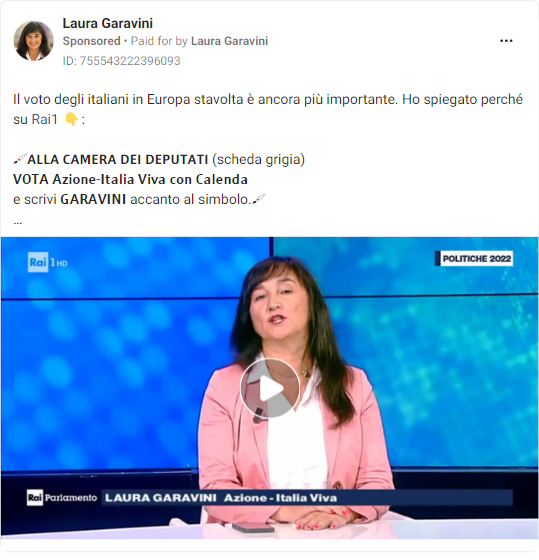 Laura Garavini
Sponsored • Paid for by Laura Garavini
ID: 755543222396093
Il voto degli italiani in Europa stavolta è ancora più importante. Ho spiegato perché
su Rai1 👇 :
🖋ALLA CAMERA DEI DEPUTATI (scheda grigia)
VOTA Azione-Italia Viva con Calenda
e scrivi GARAVINI accanto al simbolo.🖋
...
Rai 1 HD
POLITICHE 2022
Rai Parlamento LAURA GARAVINI Azione - Italia Viva